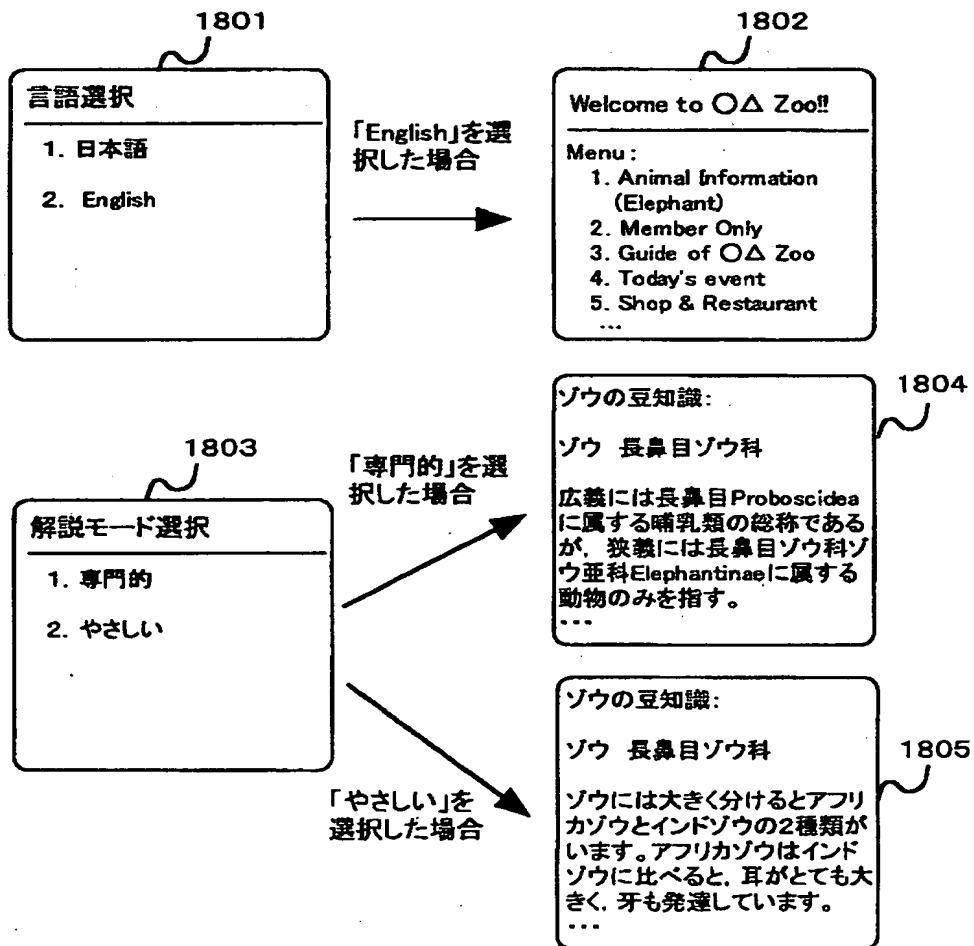 1801
言語選択
1. 日本語
2. English
「English」を選
択した場合
1802
Welcome to 〇△ Zoo!!
Menu :
1. Animal Information
(Elephant)
2. Member Only
3. Guide of 〇△ Zoo
4. Today's event
5. Shop & Restaurant
...
1803
解説モード選択
1. 専門的
2. やさしい
「専門的」を選
択した場合
1804
ゾウの豆知識:
ゾウ 長鼻目ゾウ科
広義には長鼻目Proboscidea
に属する哺乳類の総称である
が, 狭義には長鼻目ゾウ科ゾ
ウ亜科Elephantinaeに属する
動物のみを指す。
...
「やさしい」を
選択した場合
1805
ゾウの豆知識:
ゾウ 長鼻目ゾウ科
ゾウには大きく分けるとアフリ
カゾウとインドゾウの2種類が
います。アフリカゾウはインド
ゾウに比べると, 耳がとても大
きく, 牙も発達しています。
...